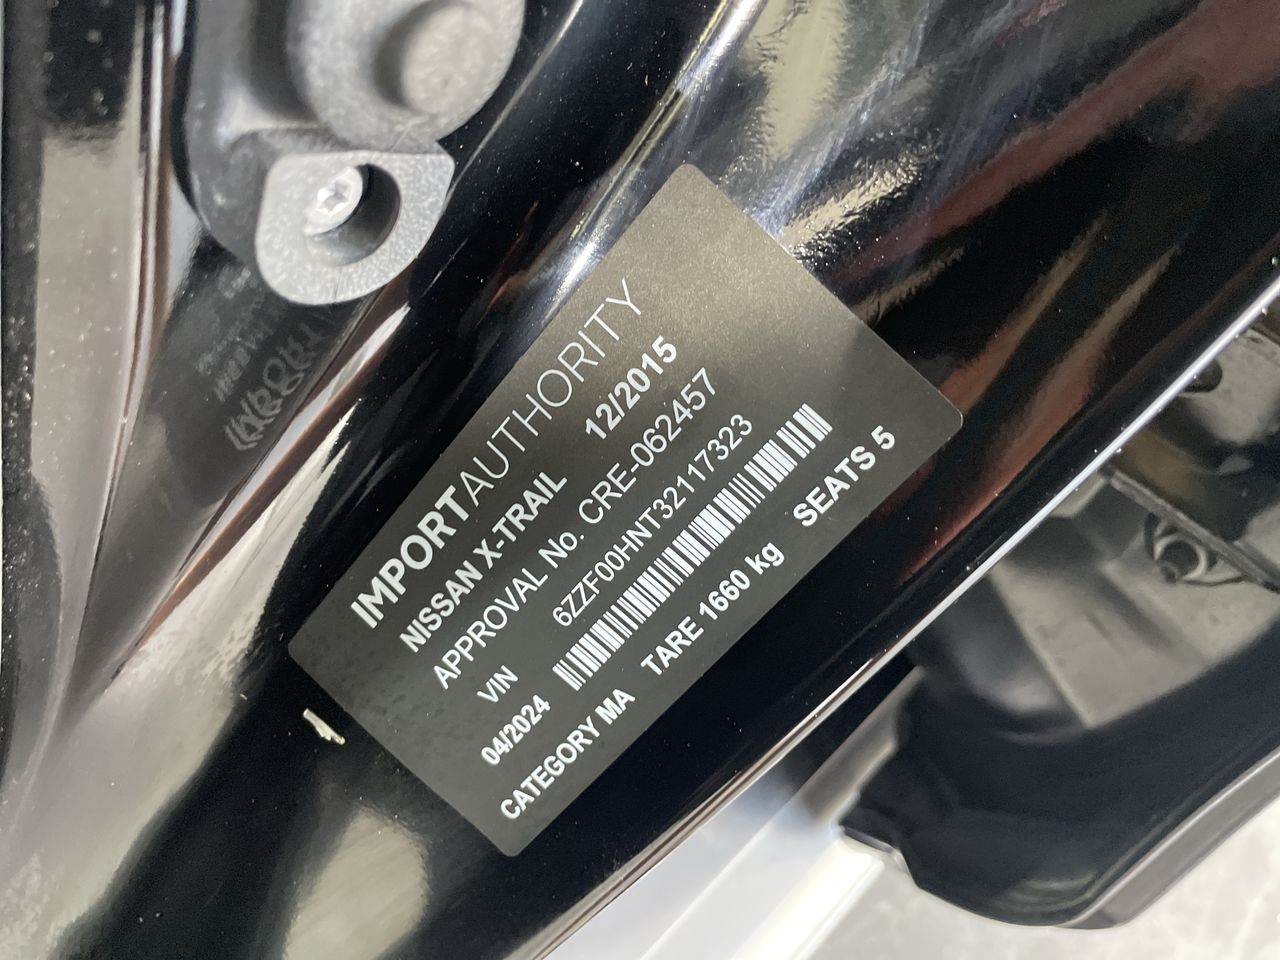 IMPORTAUTHORITY
NISSAN X-TRAIL 12/2015
APPROVAL No. CRE-062457
VIN 6ZZF00HNT32117323
04/2024
CATEGORY MA TARE 1660 kg SEATS 5